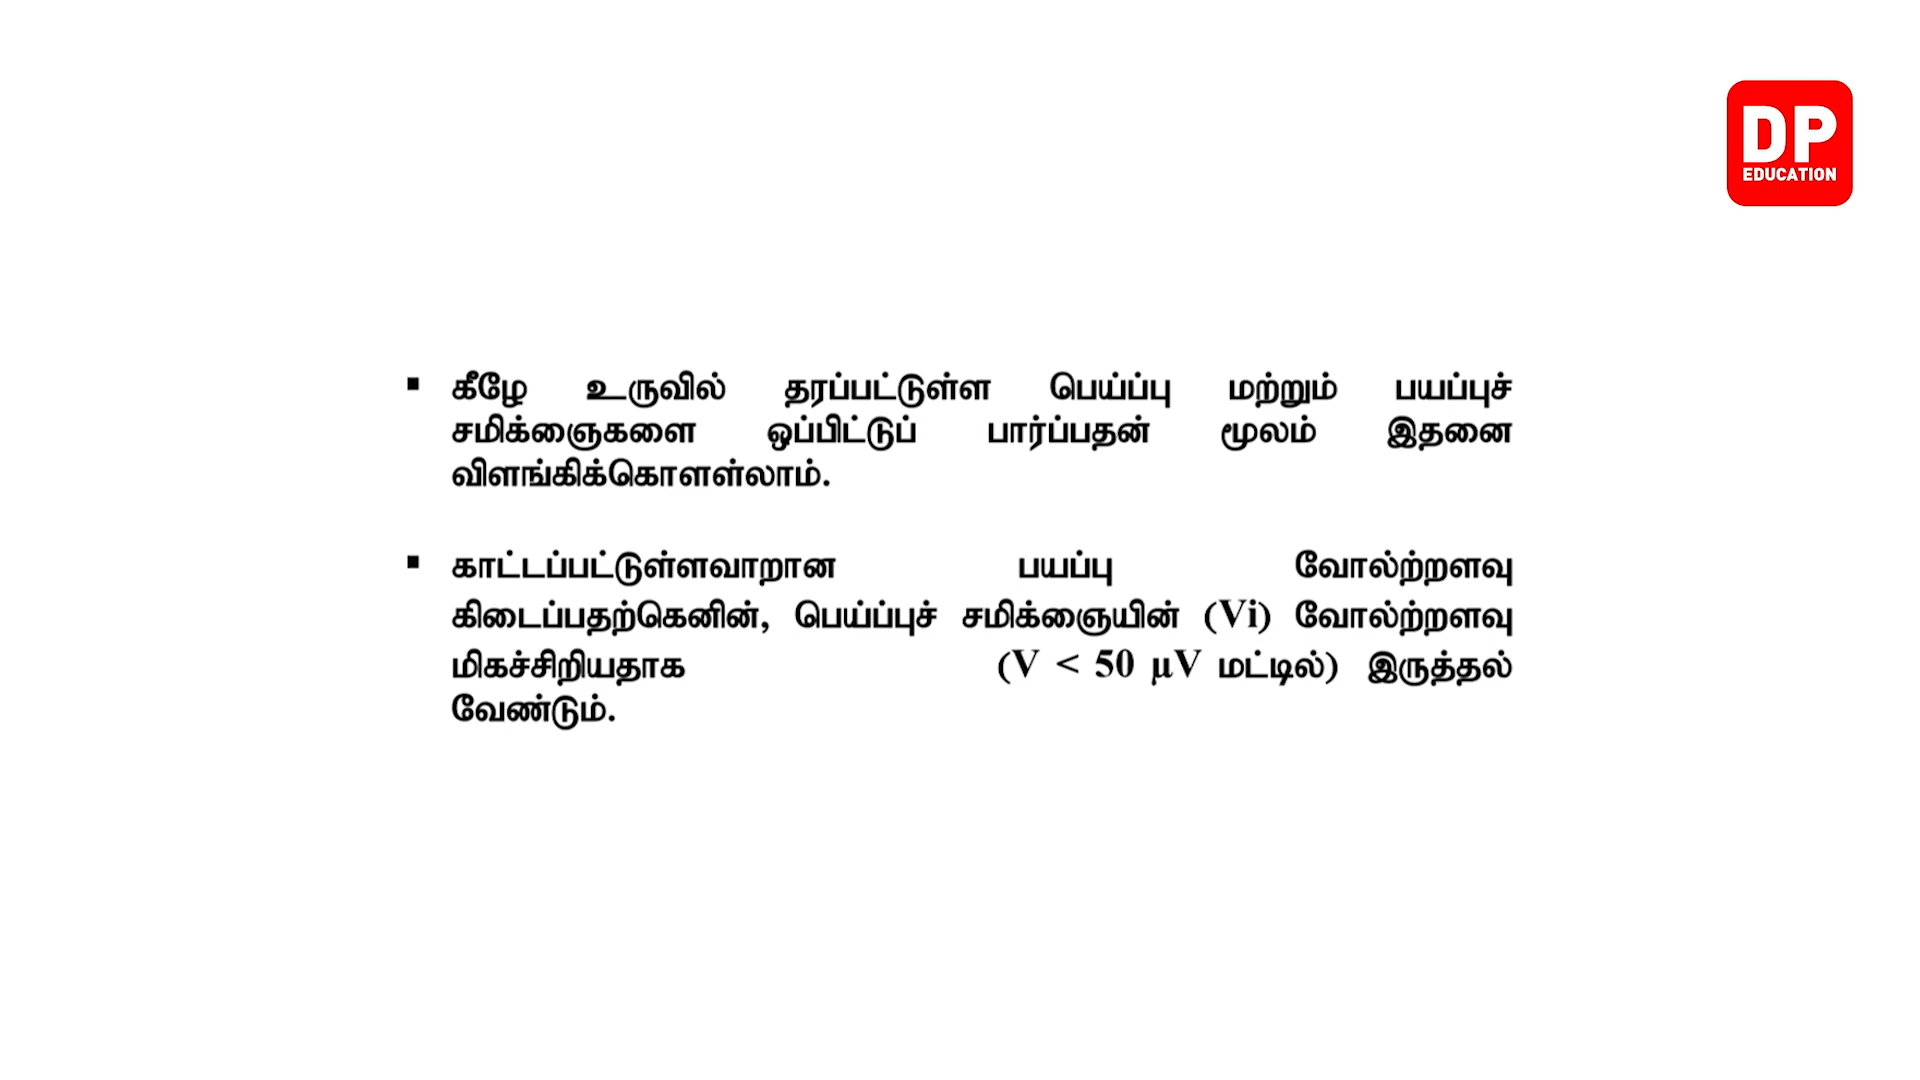 DP
EDUCATION
▪ கீழே உருவில் தரப்பட்டுள்ள பெய்ப்பு மற்றும் பயப்புச்
சமிக்ஞைகளை ஒப்பிட்டுப் பார்ப்பதன் மூலம் இதனை
விளங்கிக்கொளள்லாம்.
▪ காட்டப்பட்டுள்ளவாறான பயப்பு வோல்ற்றளவு
கிடைப்பதற்கெனின், பெய்ப்புச் சமிக்ஞையின் (Vi) வோல்ற்றளவு
மிகச்சிறியதாக (V < 50 µV மட்டில்) இருத்தல்
வேண்டும்.